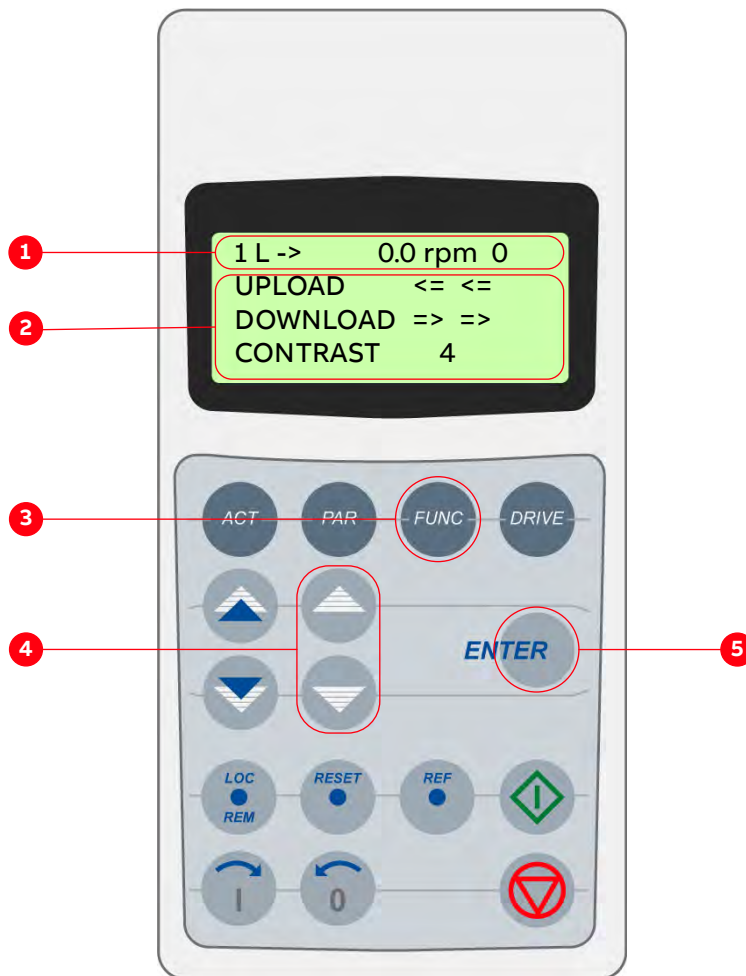 1 L -> 0.0 rpm 0
UPLOAD <= <=
DOWNLOAD => =>
CONTRAST 4
1
2
3
ACT PAR FUNC DRIVE
4
ENTER
5
LOC
REM
RESET
REF
I
I
0